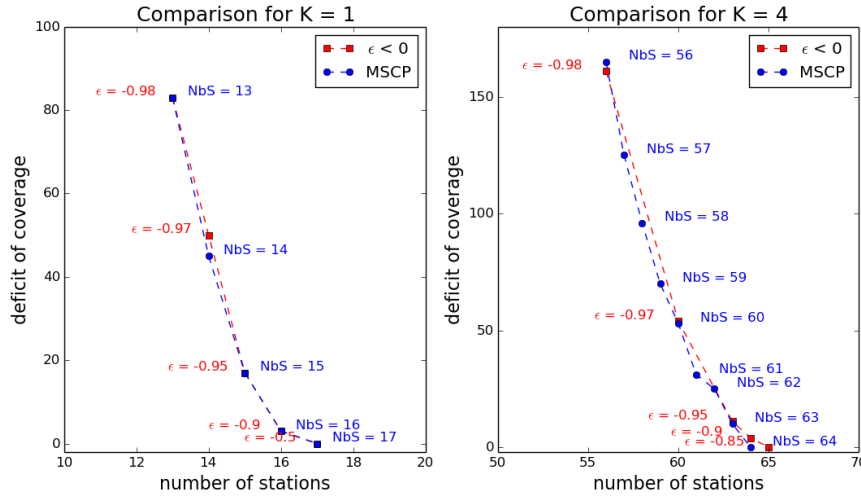 Comparison for K = 1
100
80
60
40
20
0
10
12
14
16
18
20
deficit of coverage
number of stations
ϵ < 0
MSCP
ϵ = -0.98
NbS = 13
ϵ = -0.97
NbS = 14
ϵ = -0.95
NbS = 15
ϵ = -0.9
NbS = 16
ϵ = -0.5
NbS = 17
Comparison for K = 4
150
100
50
0
50
55
60
65
70
deficit of coverage
number of stations
ϵ < 0
MSCP
ϵ = -0.98
NbS = 56
NbS = 57
NbS = 58
NbS = 59
ϵ = -0.97
NbS = 60
NbS = 61
NbS = 62
ϵ = -0.95
NbS = 63
ϵ = -0.9
ϵ = -0.85
NbS = 64